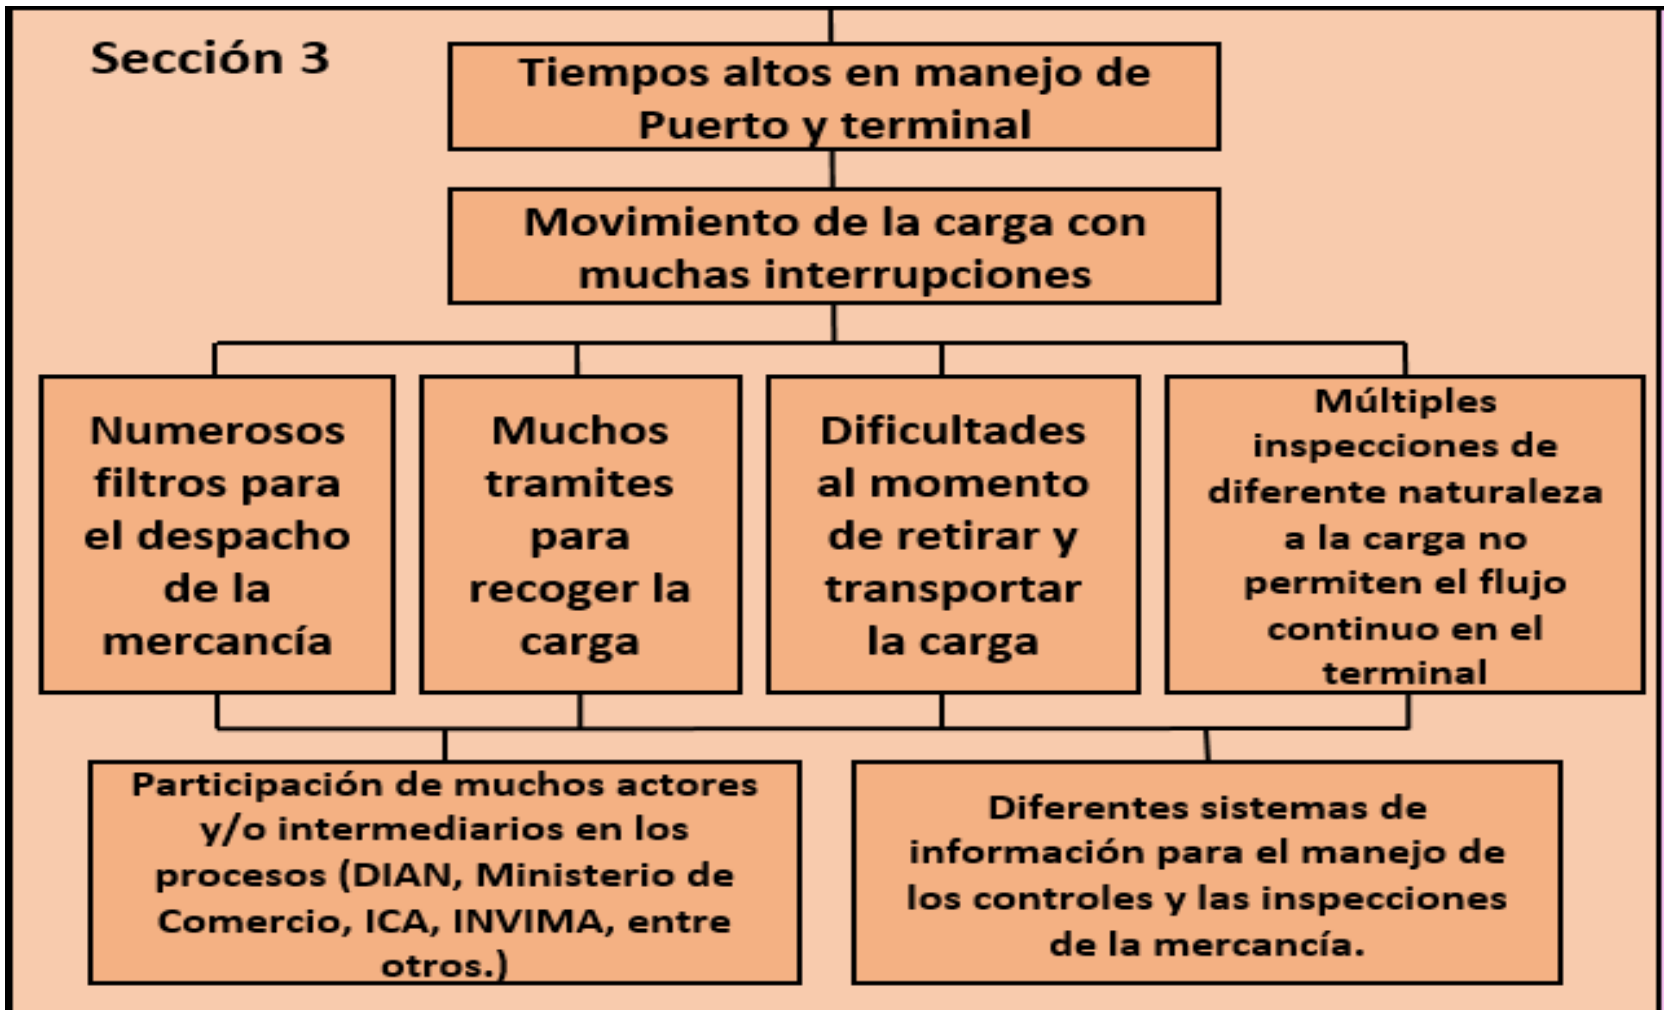 Sección 3
Tiempos altos en manejo de
Puerto y terminal
Movimiento de la carga con
muchas interrupciones
Numerosos
filtros para
el despacho
de la
mercancía
Muchos
tramites
para
recoger la
carga
Dificultades
al momento
de retirar y
transportar
la carga
Múltiples
inspecciones de
diferente naturaleza
a la carga no
permiten el flujo
continuo en el
terminal
Participación de muchos actores
y/o intermediarios en los
procesos (DIAN, Ministerio de
Comercio, ICA, INVIMA, entre
otros.)
Diferentes sistemas de
información para el manejo de
los controles y las inspecciones
de la mercancía.